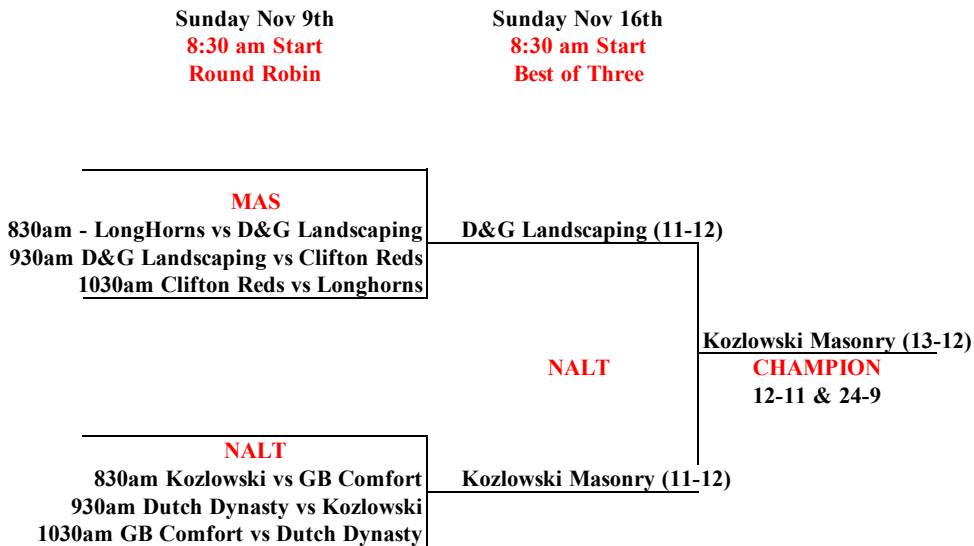 Sunday Nov 9th
8:30 am Start
Round Robin
Sunday Nov 16th
8:30 am Start
Best of Three
MAS
830am - LongHorns vs D&G Landscaping
930am D&G Landscaping vs Clifton Reds
1030am Clifton Reds vs Longhorns
D&G Landscaping (11-12)
Kozlowski Masonry (13-12)
CHAMPION
12-11 & 24-9
NALT
NALT
830am Kozlowski vs GB Comfort
930am Dutch Dynasty vs Kozlowski
1030am GB Comfort vs Dutch Dynasty
Kozlowski Masonry (11-12)